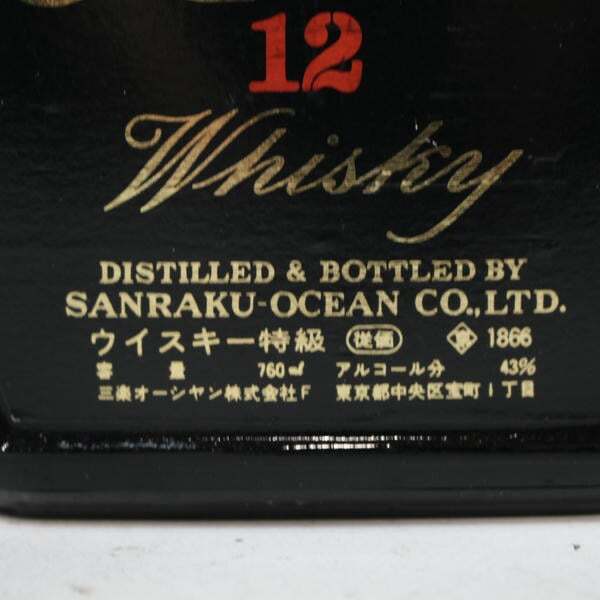 12
Whisky
DISTILLED & BOTTLED BY
SANRAKU-OCEAN CO.,LTD.
ウイスキー特級 従価 1866
容量 760ml アルコール分 43%
三楽オーシヤン株式会社F 東京都中央区室町1丁目